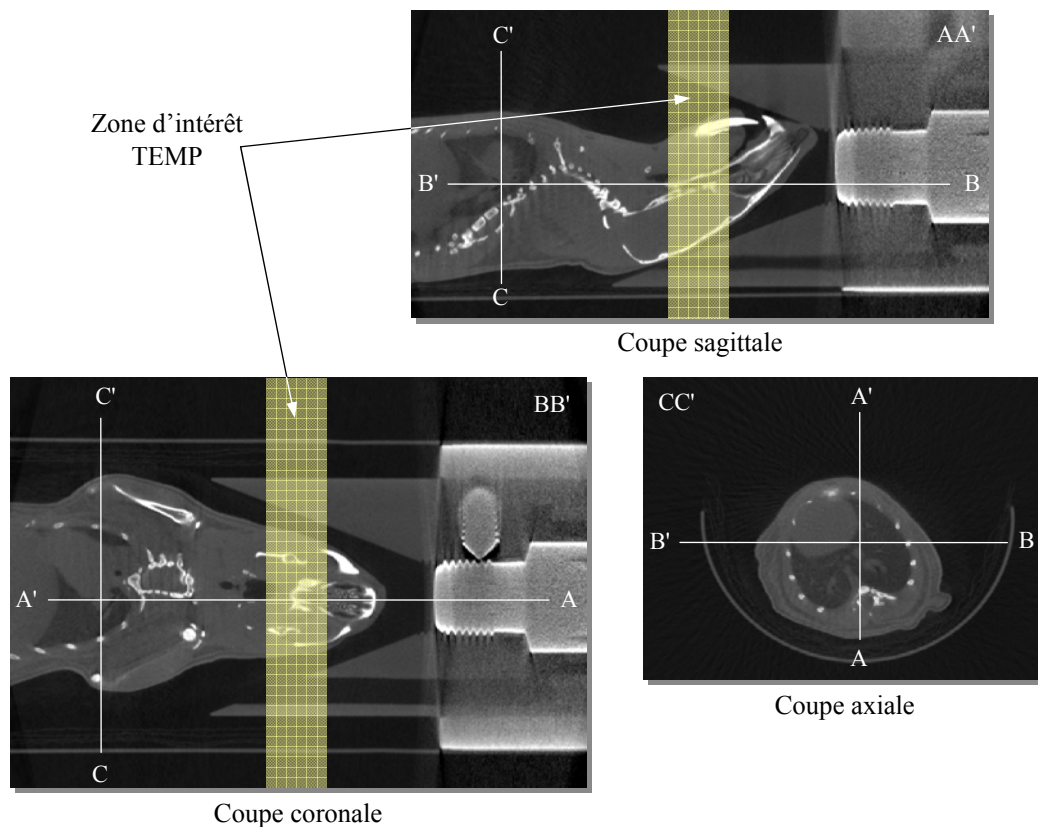 C'
AA'
Zone d'intérêt
TEMP
B'
B
C
Coupe sagittale
C'
BB'
A'
A
C
Coupe coronale
CC'
A'
B'
B
A
Coupe axiale